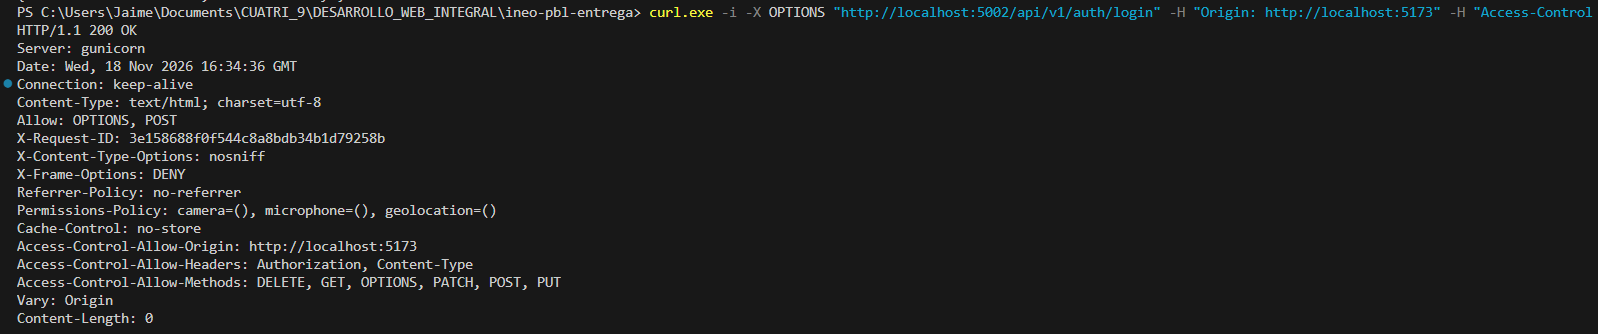 PS C:\Users\Jaime\Documents\CUATRI_9\DESARROLLO_WEB_INTEGRAL\ineo-pbl-entrega> curl.exe -i -X OPTIONS "http://localhost:5002/api/v1/auth/login" -H "Origin: http://localhost:5173" -H "Access-Control
HTTP/1.1 200 OK
Server: gunicorn
Date: Wed, 18 Nov 2026 16:34:36 GMT
Connection: keep-alive
Content-Type: text/html; charset=utf-8
Allow: OPTIONS, POST
X-Request-ID: 3e158688f0f544c8a8bdb34b1d79258b
X-Content-Type-Options: nosniff
X-Frame-Options: DENY
Referrer-Policy: no-referrer
Permissions-Policy: camera=(), microphone=(), geolocation=()
Cache-Control: no-store
Access-Control-Allow-Origin: http://localhost:5173
Access-Control-Allow-Headers: Authorization, Content-Type
Access-Control-Allow-Methods: DELETE, GET, OPTIONS, PATCH, POST, PUT
Vary: Origin
Content-Length: 0